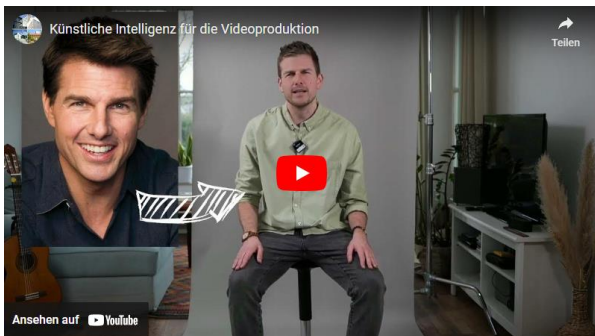 Künstliche Intelligenz für die Videoproduktion
Teilen
Ansehen auf YouTube